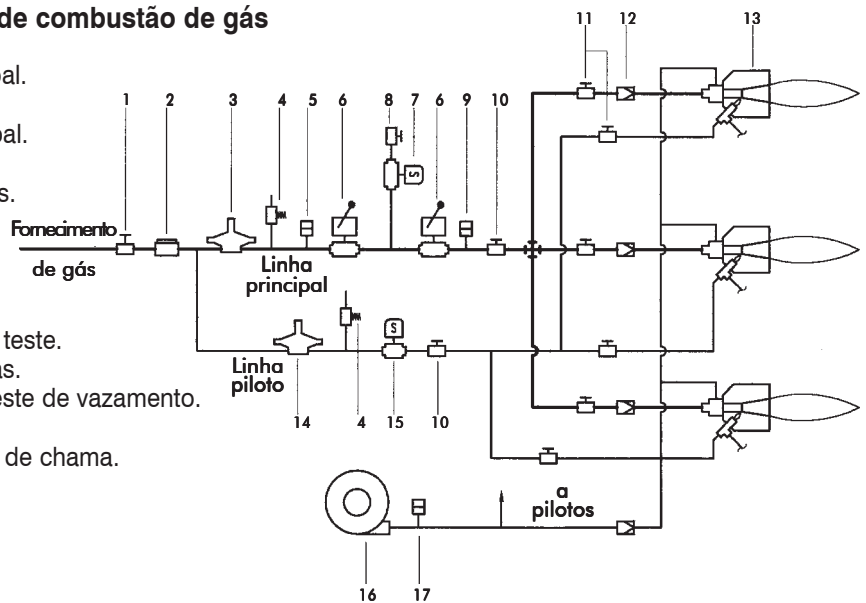 de combustão de gás
pal.
pal.
s.
teste.
as.
este de vazamento.
de chama.
11 12 13
1 2 3 4 5 6 8 7 6 9 10
Fornecimento
de gás
Linha
principal
Linha
piloto
14 4 15 10
a
pilotos
16 17
S
S